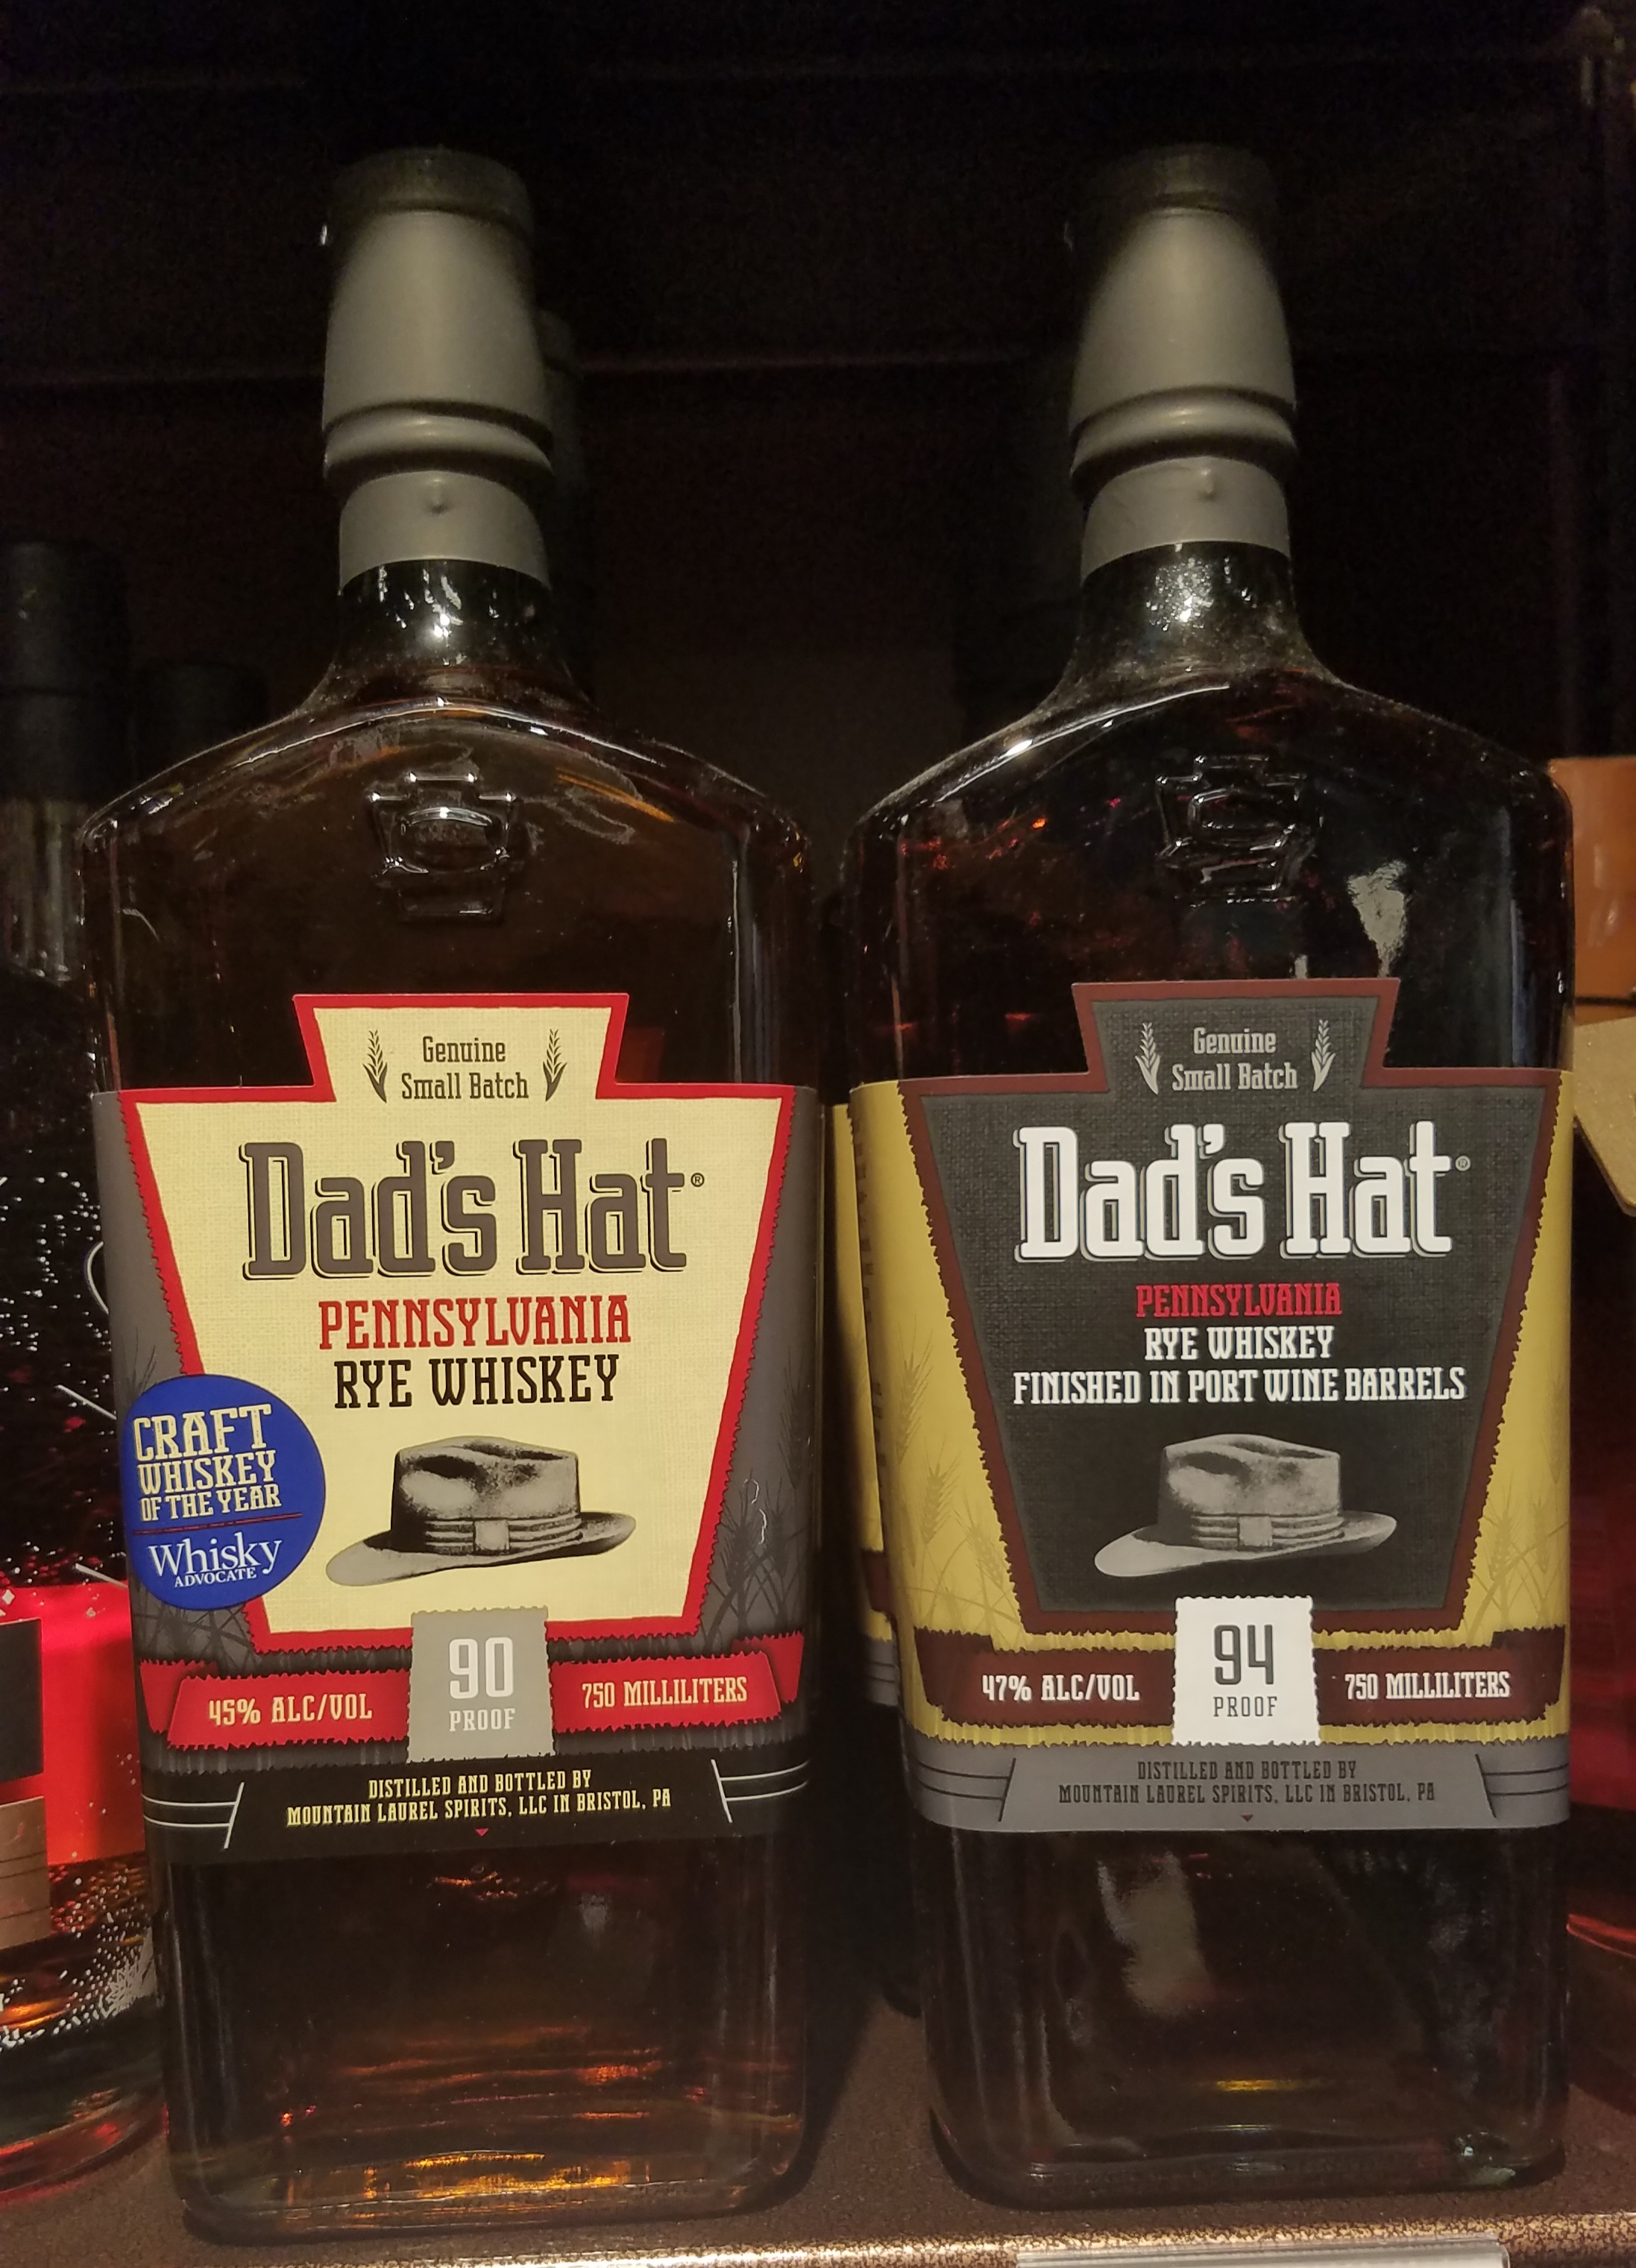 Genuine
Small Batch
Dad's Hat®
PENNSYLVANIA
RYE WHISKEY
CRAFT
WHISKEY
OF THE YEAR
Whisky
ADVOCATE
45% ALC/VOL
90
PROOF
750 MILLILITERS
DISTILLED AND BOTTLED BY
MOUNTAIN LAUREL SPIRITS, LLC IN BRISTOL, PA
Genuine
Small Batch
Dad's Hat®
PENNSYLVANIA
RYE WHISKEY
FINISHED IN PORT WINE BARRELS
47% ALC/VOL
94
PROOF
750 MILLILITERS
DISTILLED AND BOTTLED BY
MOUNTAIN LAUREL SPIRITS, LLC IN BRISTOL, PA